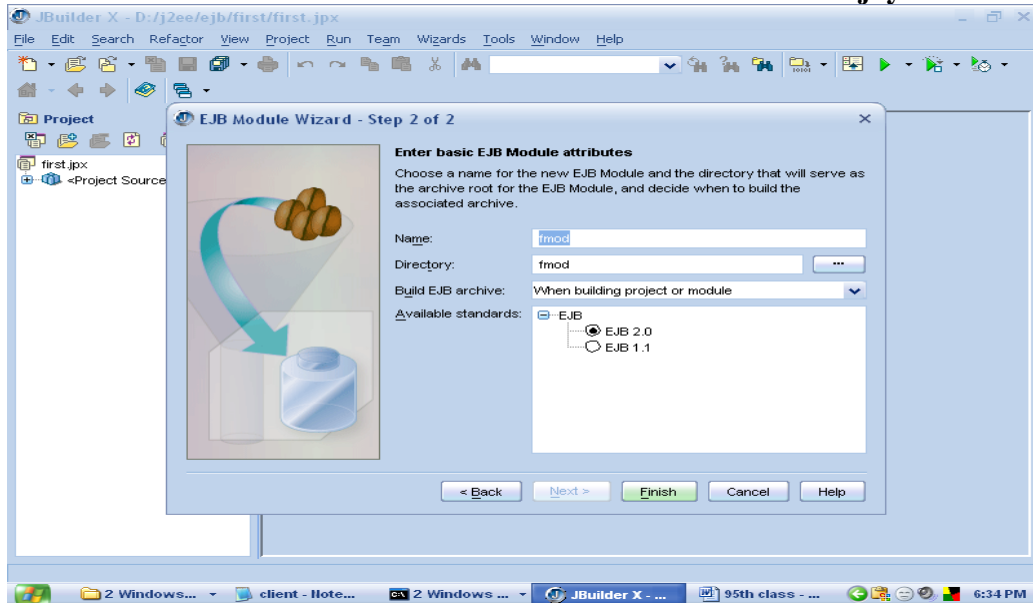 JBuilder X - D:/j2ee/ejb/first/first.jpx
File Edit Search Refactor View Project Run Team Wizards Tools Window Help
Project
first.jpx
<Project Source
EJB Module Wizard - Step 2 of 2
Enter basic EJB Module attributes
Choose a name for the new EJB Module and the directory that will serve as
the archive root for the EJB Module, and decide when to build the
associated archive.
Name: fmod
Directory: fmod ...
Build EJB archive: When building project or module
Available standards: EJB
EJB 2.0
EJB 1.1
< Back Next > Finish Cancel Help
2 Windows... client - Note... 2 Windows ... JBuilder X - ... 95th class - ... 6:34 PM